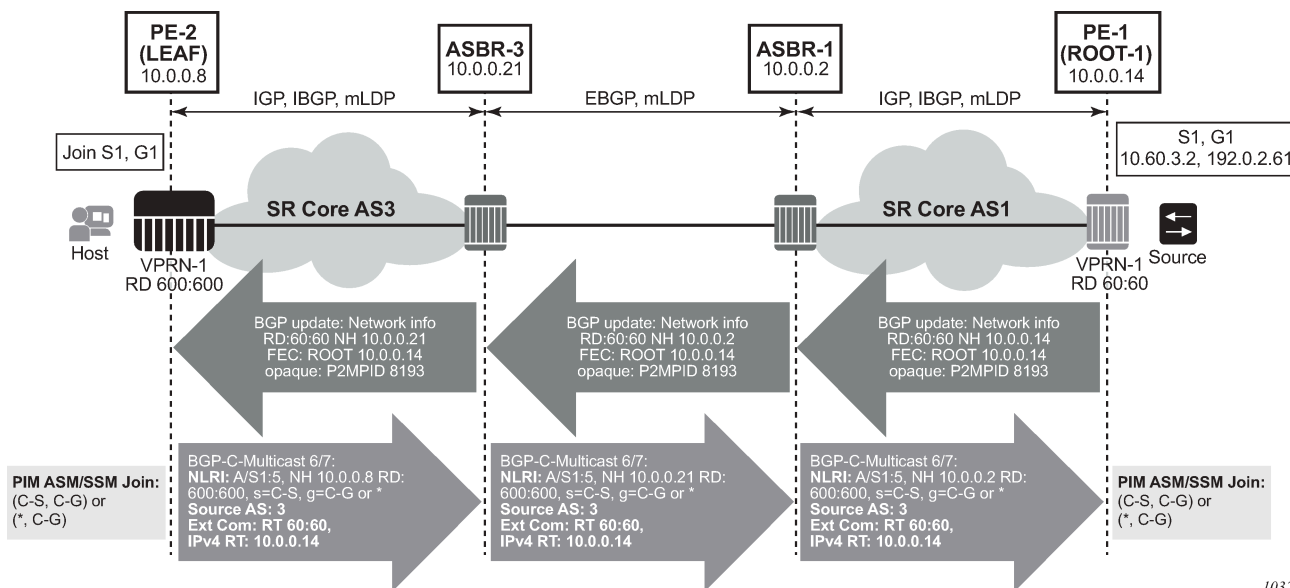 PE-2
(LEAF)
10.0.0.8
ASBR-3
10.0.0.21
ASBR-1
10.0.0.2
PE-1
(ROOT-1)
10.0.0.14
IGP, IBGP, mLDP
EBGP, mLDP
IGP, IBGP, mLDP
Join S1, G1
S1, G1
10.60.3.2, 192.0.2.61
SR Core AS3
SR Core AS1
Host
VPRN-1
RD 600:600
VPRN-1
RD 60:60
Source
BGP update: Network info
RD:60:60 NH 10.0.0.21
FEC: ROOT 10.0.0.14
opaque: P2MPID 8193
BGP update: Network info
RD:60:60 NH 10.0.0.2
FEC: ROOT 10.0.0.14
opaque: P2MPID 8193
BGP update: Network info
RD:60:60 NH 10.0.0.14
FEC: ROOT 10.0.0.14
opaque: P2MPID 8193
PIM ASM/SSM Join:
(C-S, C-G) or
(*, C-G)
BGP-C-Multicast 6/7:
NLRI: A/S1:5, NH 10.0.0.8 RD:
600:600, s=C-S, g=C-G or *
Source AS: 3
Ext Com: RT 60:60,
IPv4 RT: 10.0.0.14
BGP-C-Multicast 6/7:
NLRI: A/S1:5, NH 10.0.0.21 RD:
600:600, s=C-S, g=C-G or *
Source AS: 3
Ext Com: RT 60:60,
IPv4 RT: 10.0.0.14
BGP-C-Multicast 6/7:
NLRI: A/S1:5, NH 10.0.0.2 RD:
600:600, s=C-S, g=C-G or *
Source AS: 3
Ext Com: RT 60:60,
IPv4 RT: 10.0.0.14
PIM ASM/SSM Join:
(C-S, C-G) or
(*, C-G)